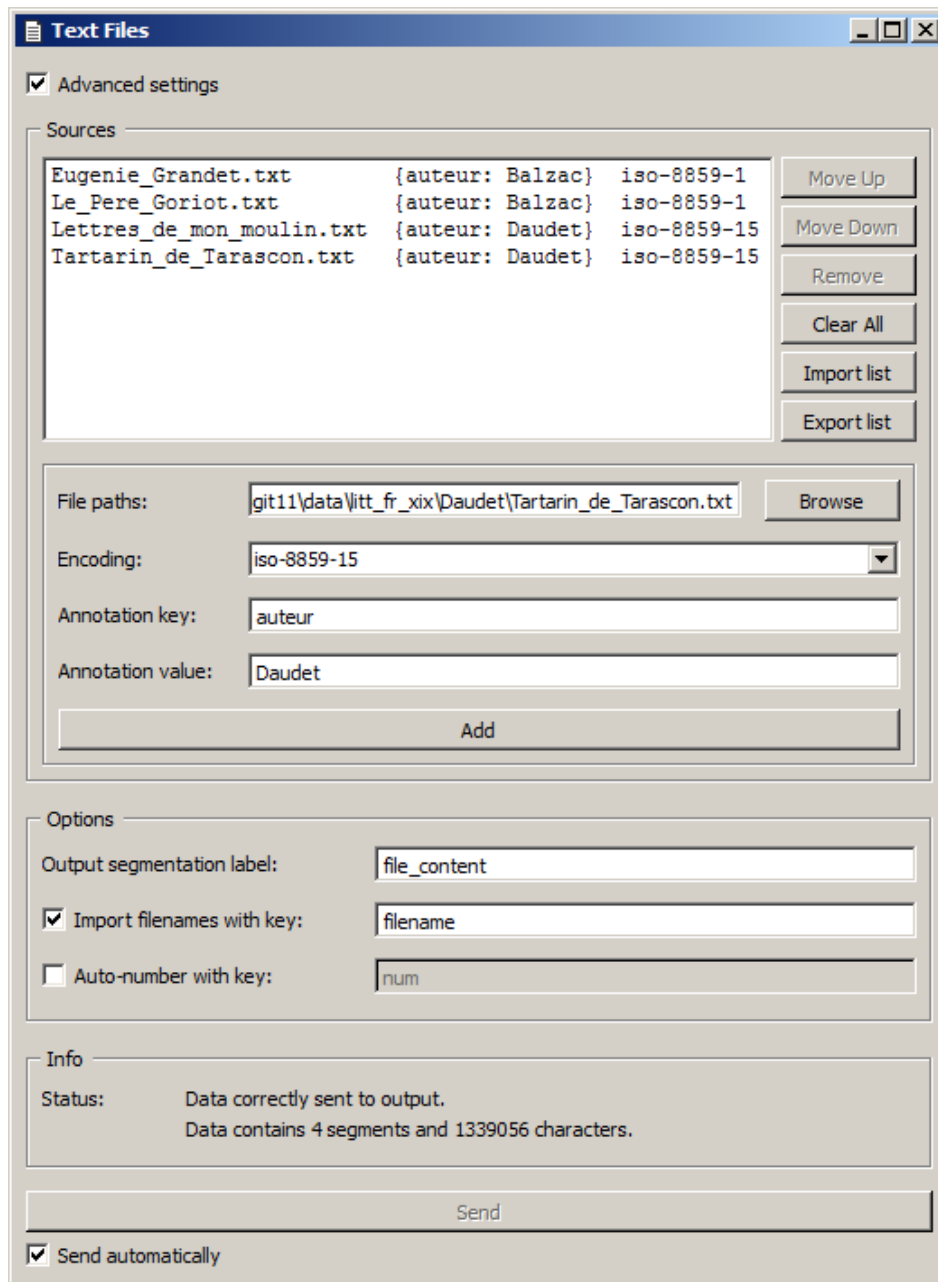 Text Files
Advanced settings
Sources
Eugenie_Grandet.txt {auteur: Balzac} iso-8859-1
Le_Pere_Goriot.txt {auteur: Balzac} iso-8859-1
Lettres_de_mon_moulin.txt {auteur: Daudet} iso-8859-15
Tartarin_de_Tarascon.txt {auteur: Daudet} iso-8859-15
Move Up
Move Down
Remove
Clear All
Import list
Export list
File paths: git11\data\litt_fr_xix\Daudet\Tartarin_de_Tarascon.txt Browse
Encoding: iso-8859-15
Annotation key: auteur
Annotation value: Daudet
Add
Options
Output segmentation label: file_content
Import filenames with key: filename
Auto-number with key: num
Info
Status: Data correctly sent to output.
Data contains 4 segments and 1339056 characters.
Send
Send automatically